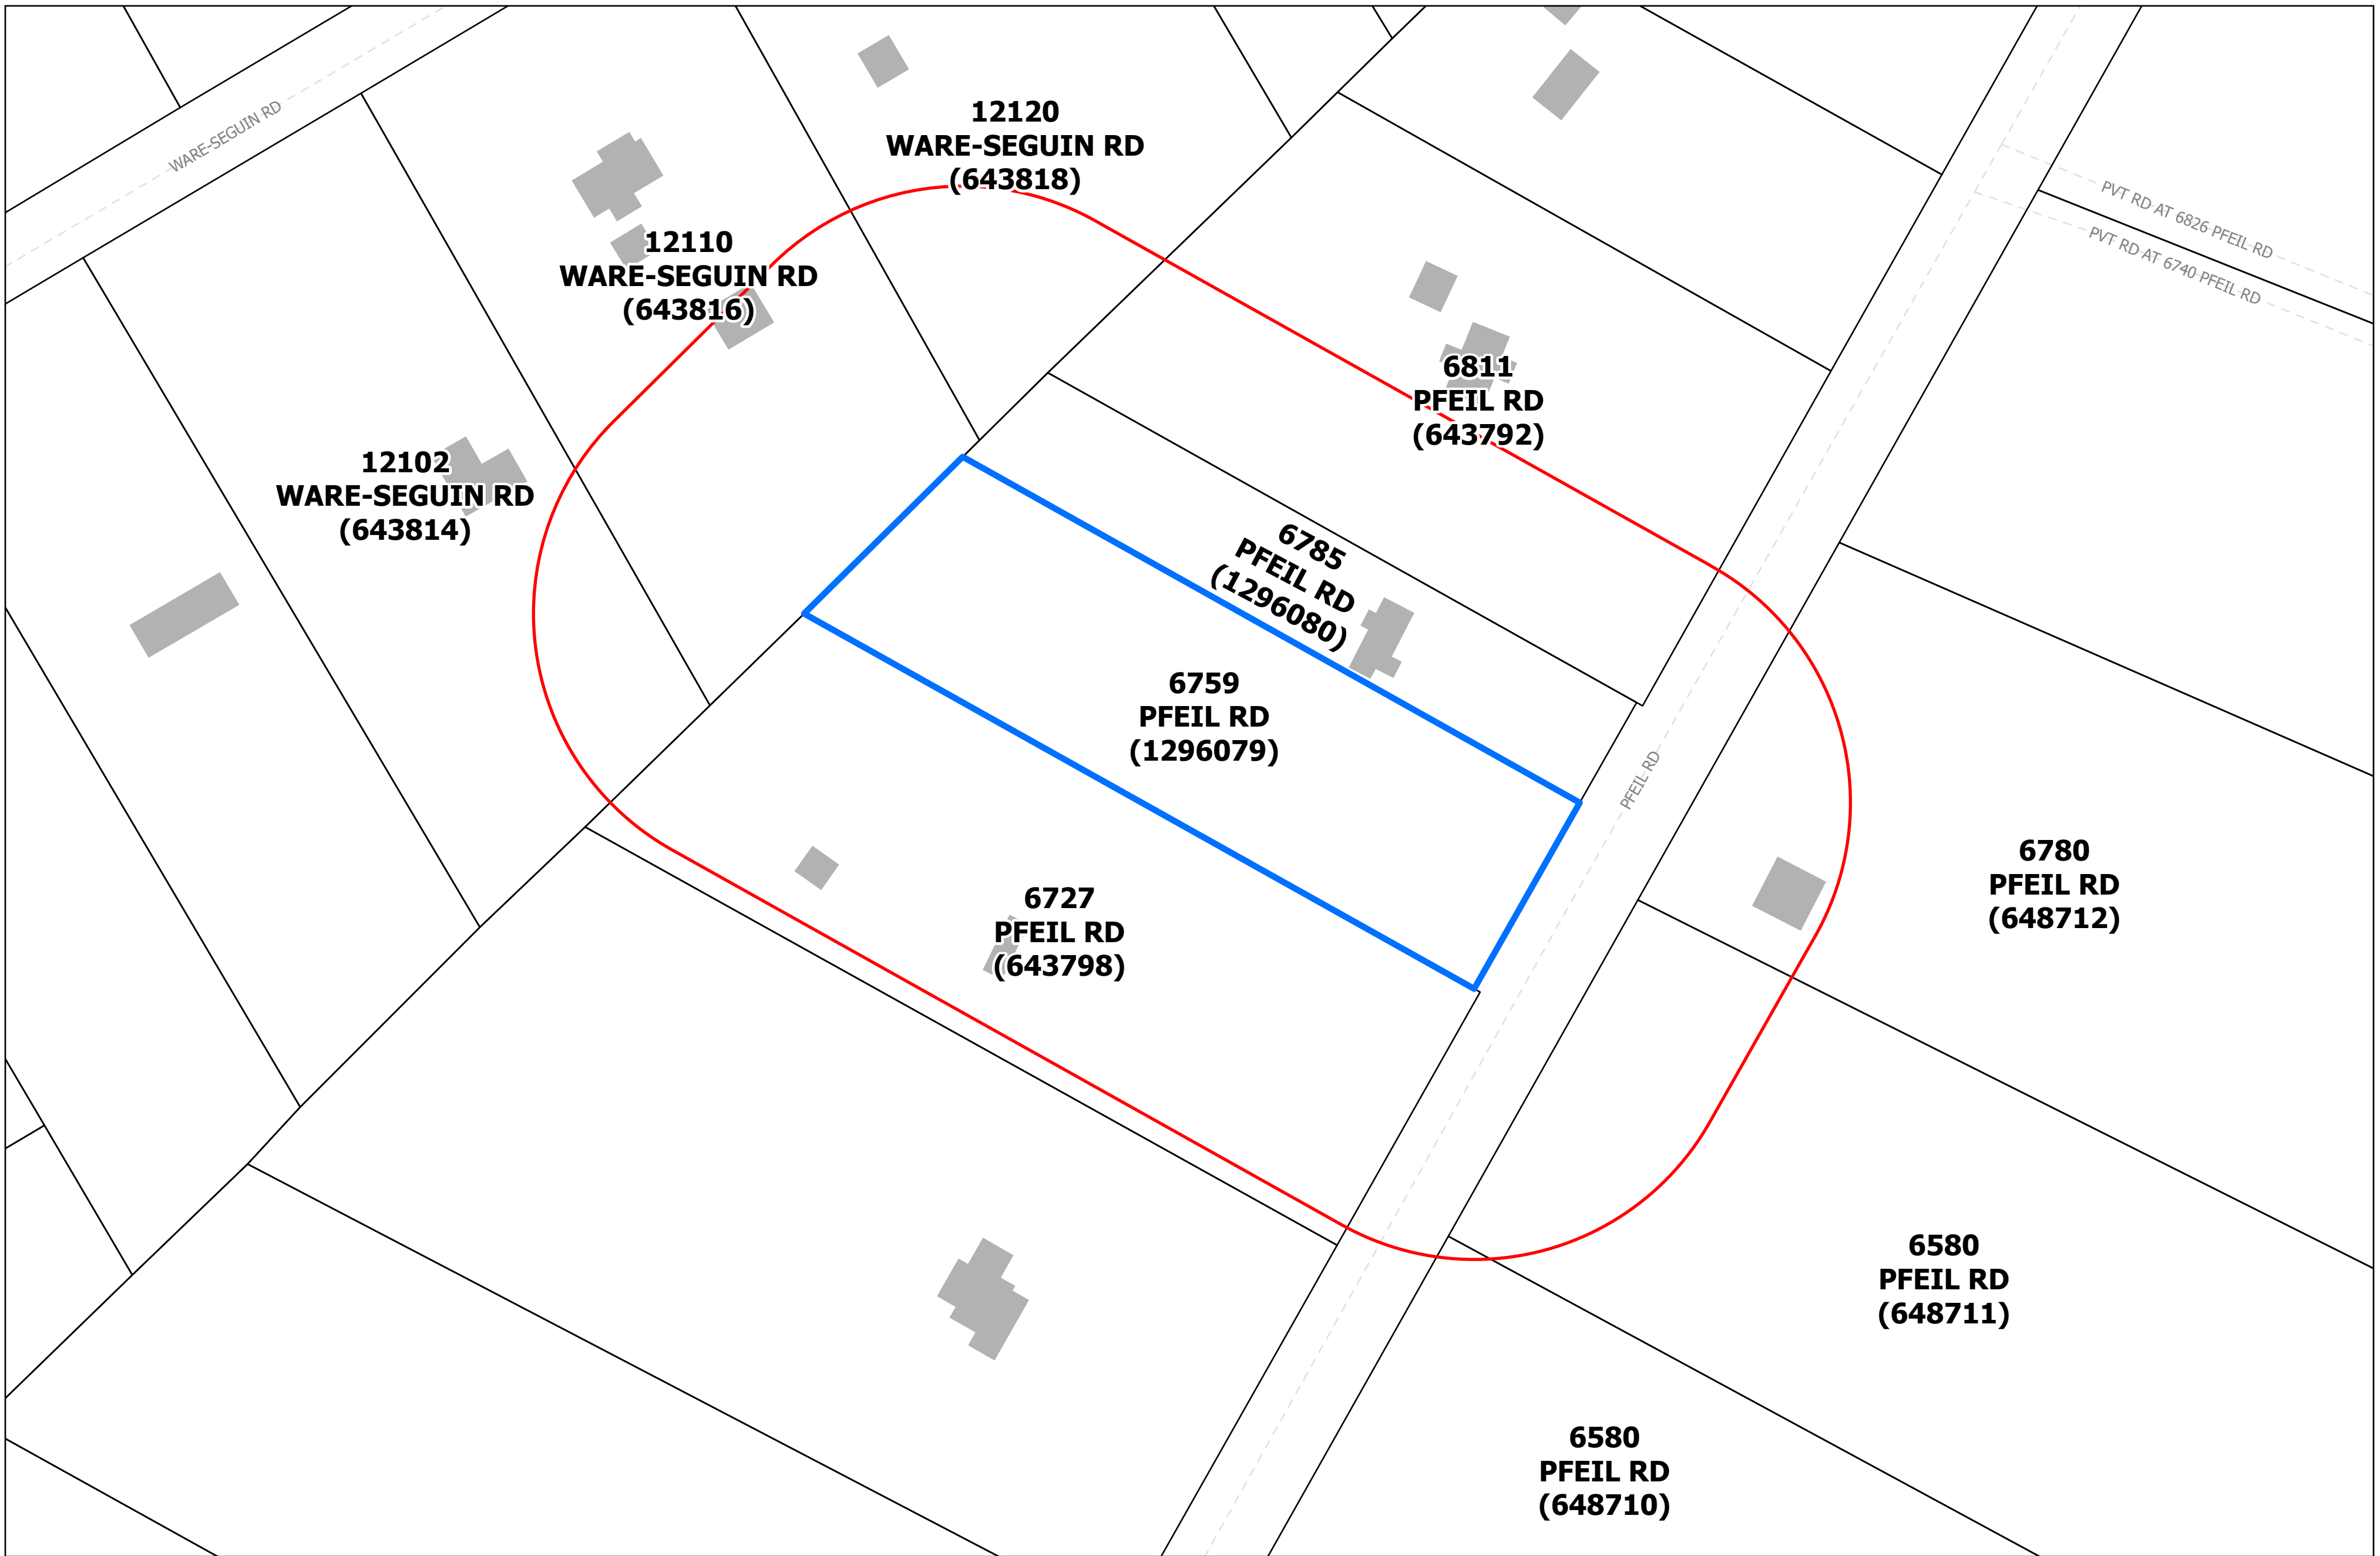 WARE-SEGUIN RD
12120
WARE-SEGUIN RD
(643818)
PVT RD AT 6826 PFEIL RD
PVT RD AT 6740 PFEIL RD
12110
WARE-SEGUIN RD
(643816)
6811
PFEIL RD
(643792)
12102
WARE-SEGUIN RD
(643814)
6785
PFEIL RD
(1296080)
6759
PFEIL RD
(1296079)
PFEIL RD
6780
PFEIL RD
(648712)
6727
PFEIL RD
(643798)
6580
PFEIL RD
(648711)
6580
PFEIL RD
(648710)